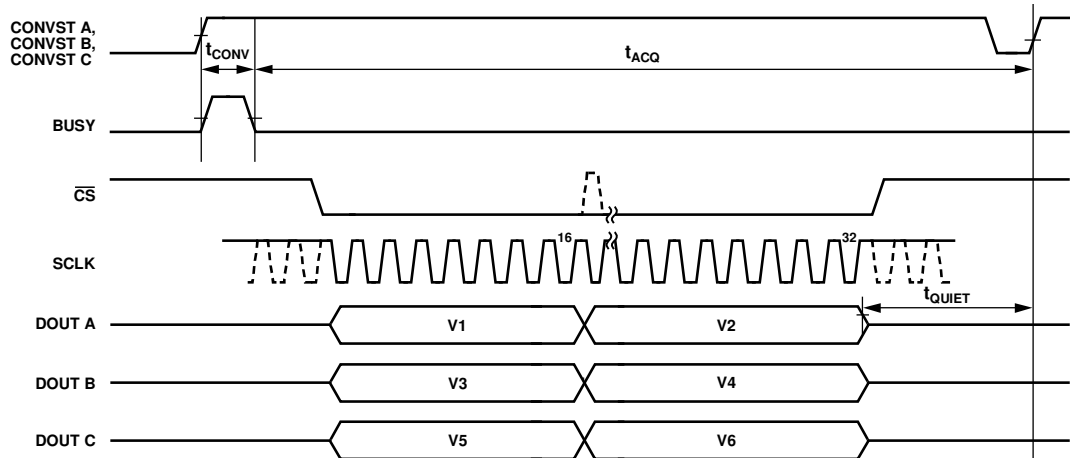 CONVST A,
CONVST B,
CONVST C
tCONV
tACQ
BUSY
CS
SCLK
16
32
tQUIET
DOUT A
V1
V2
DOUT B
V3
V4
DOUT C
V5
V6